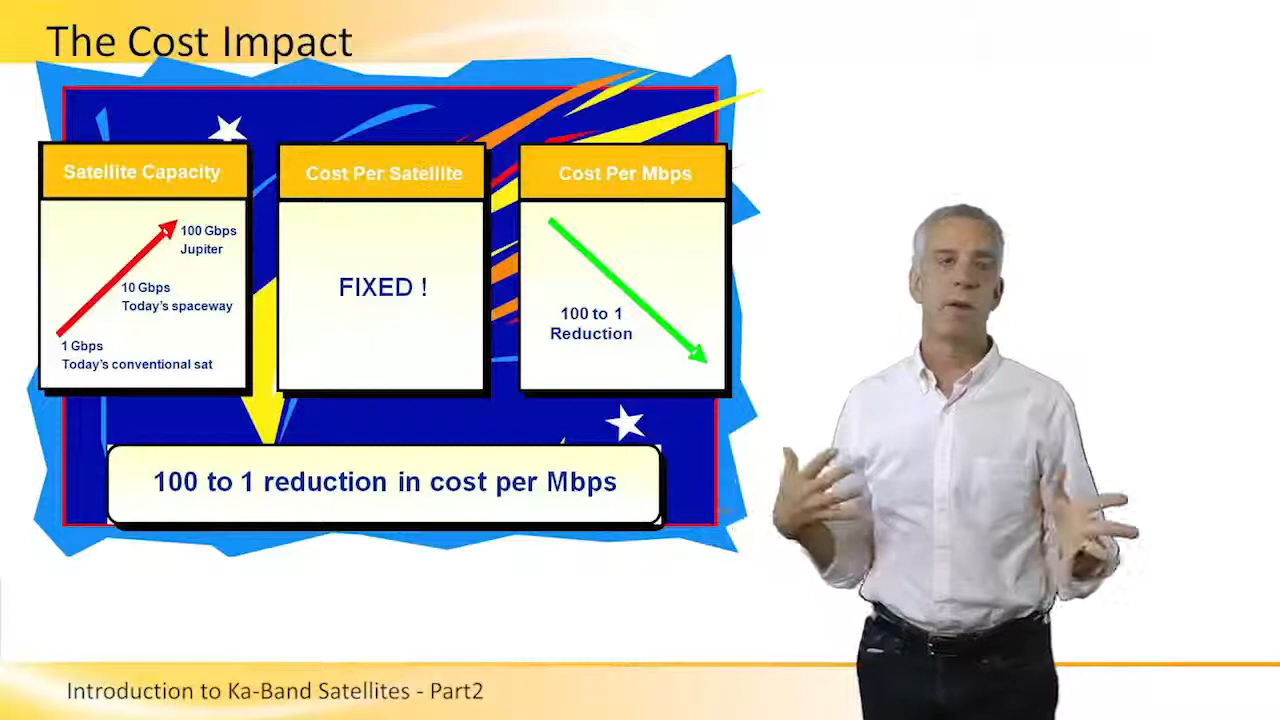 The Cost Impact
Satellite Capacity
100 Gbps
Jupiter
10 Gbps
Today's spaceway
1 Gbps
Today's conventional sat
Cost Per Satellite
FIXED !
Cost Per Mbps
100 to 1
Reduction
100 to 1 reduction in cost per Mbps
Introduction to Ka-Band Satellites - Part2